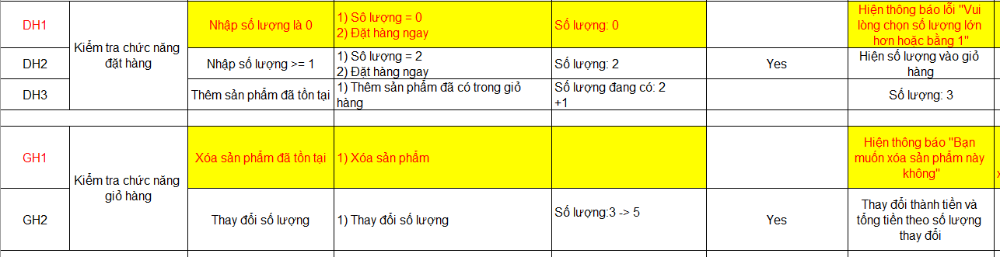 DH1
Kiểm tra chức năng
đặt hàng
Nhập số lượng là 0
1) Sô lượng = 0
2) Đặt hàng ngay
Số lượng: 0
Hiện thông báo lỗi "Vui
lòng chọn số lượng lớn
hơn hoặc bằng 1"
DH2
Nhập số lượng >= 1
1) Sô lượng = 2
2) Đặt hàng ngay
Số lượng: 2
Yes
Hiện số lượng vào giỏ
hàng
DH3
Thêm sản phẩm đã tồn tại
1) Thêm sản phẩm đã có trong giỏ
hàng
Số lượng đang có: 2
+1
Số lượng: 3
GH1
Kiểm tra chức năng
giỏ hàng
Xóa sản phẩm đã tồn tại
1) Xóa sản phẩm
Hiện thông báo "Bạn
muốn xóa sản phẩm này
không"
x
GH2
Thay đổi số lượng
1) Thay đổi số lượng
Số lượng:3 -> 5
Yes
Thay đổi thành tiền và
tổng tiền theo số lượng
thay đổi